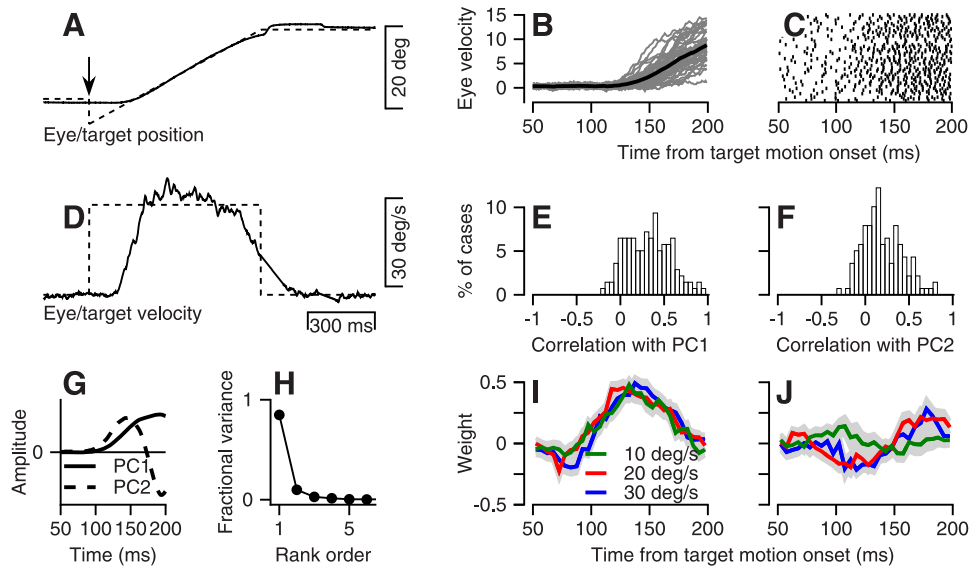 A
20 deg
Eye/target position
B
Eye velocity
15
10
5
0
50 100 150 200
C
50 100 150 200
Time from target motion onset (ms)
D
30 deg/s
Eye/target velocity
300 ms
E
% of cases
10
5
0
-1 -0.5 0 0.5 1
Correlation with PC1
F
-1 -0.5 0 0.5 1
Correlation with PC2
G
Amplitude
0
PC1
PC2
50 100 150 200
Time (ms)
H
Fractional variance
1
0
1 5
Rank order
I
Weight
0.5
0
-0.5
10 deg/s
20 deg/s
30 deg/s
50 100 150 200
J
50 100 150 200
Time from target motion onset (ms)